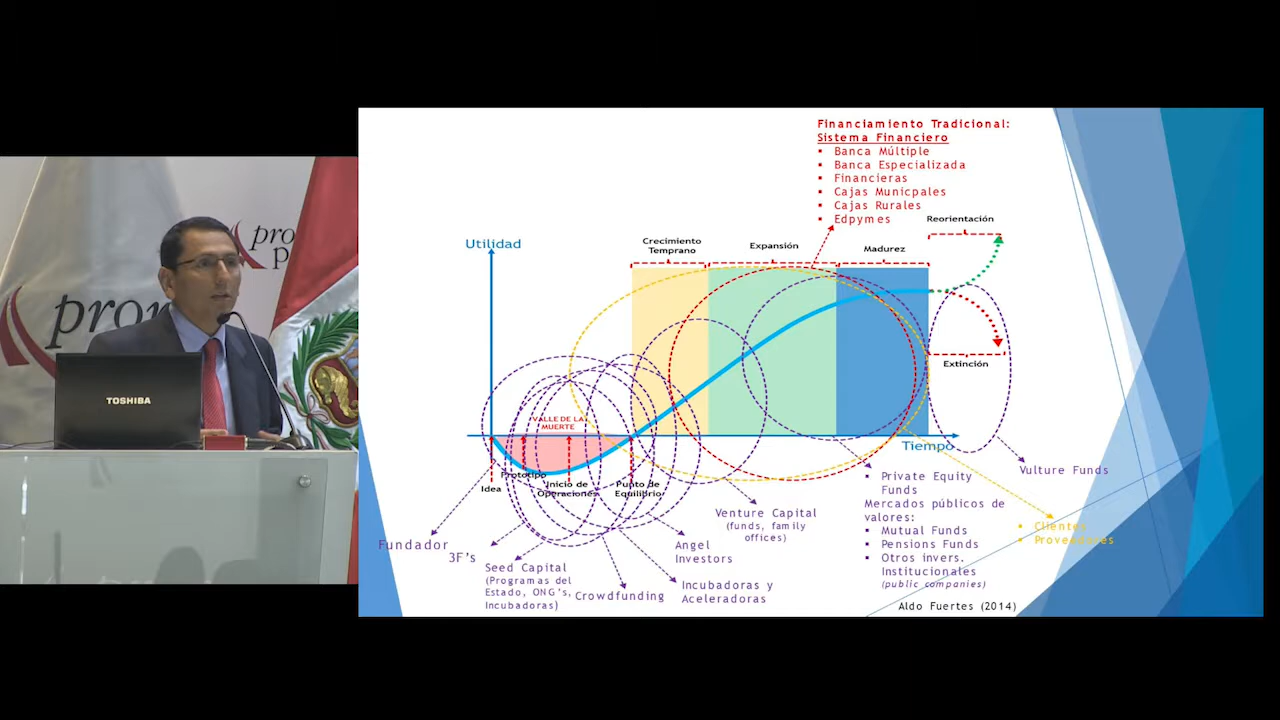 Financiamiento Tradicional:
Sistema Financiero
▪ Banca Múltiple
▪ Banca Especializada
▪ Financieras
▪ Cajas Municpales
▪ Cajas Rurales
▪ Edpymes
Reorientación
Utilidad
Crecimiento
Temprano
Expansión
Madurez
Extinción
VALLE DE LA
MUERTE
Tiempo
Idea
Prototipo
Inicio de
Operaciones
Punto de
Equilibrio
Fundador
3F's
Seed Capital
(Programas del
Estado, ONG's,
Incubadoras)
Crowdfunding
Incubadoras y
Aceleradoras
Angel
Investors
Venture Capital
(funds, family
offices)
▪ Private Equity
Funds
Mercados públicos de
valores:
▪ Mutual Funds
▪ Pensions Funds
▪ Otros invers.
Institucionales
(public companies)
Vulture Funds
▪ Clientes
▪ Proveedores
Aldo Fuertes (2014)
TOSHIBA
pro
p
prom